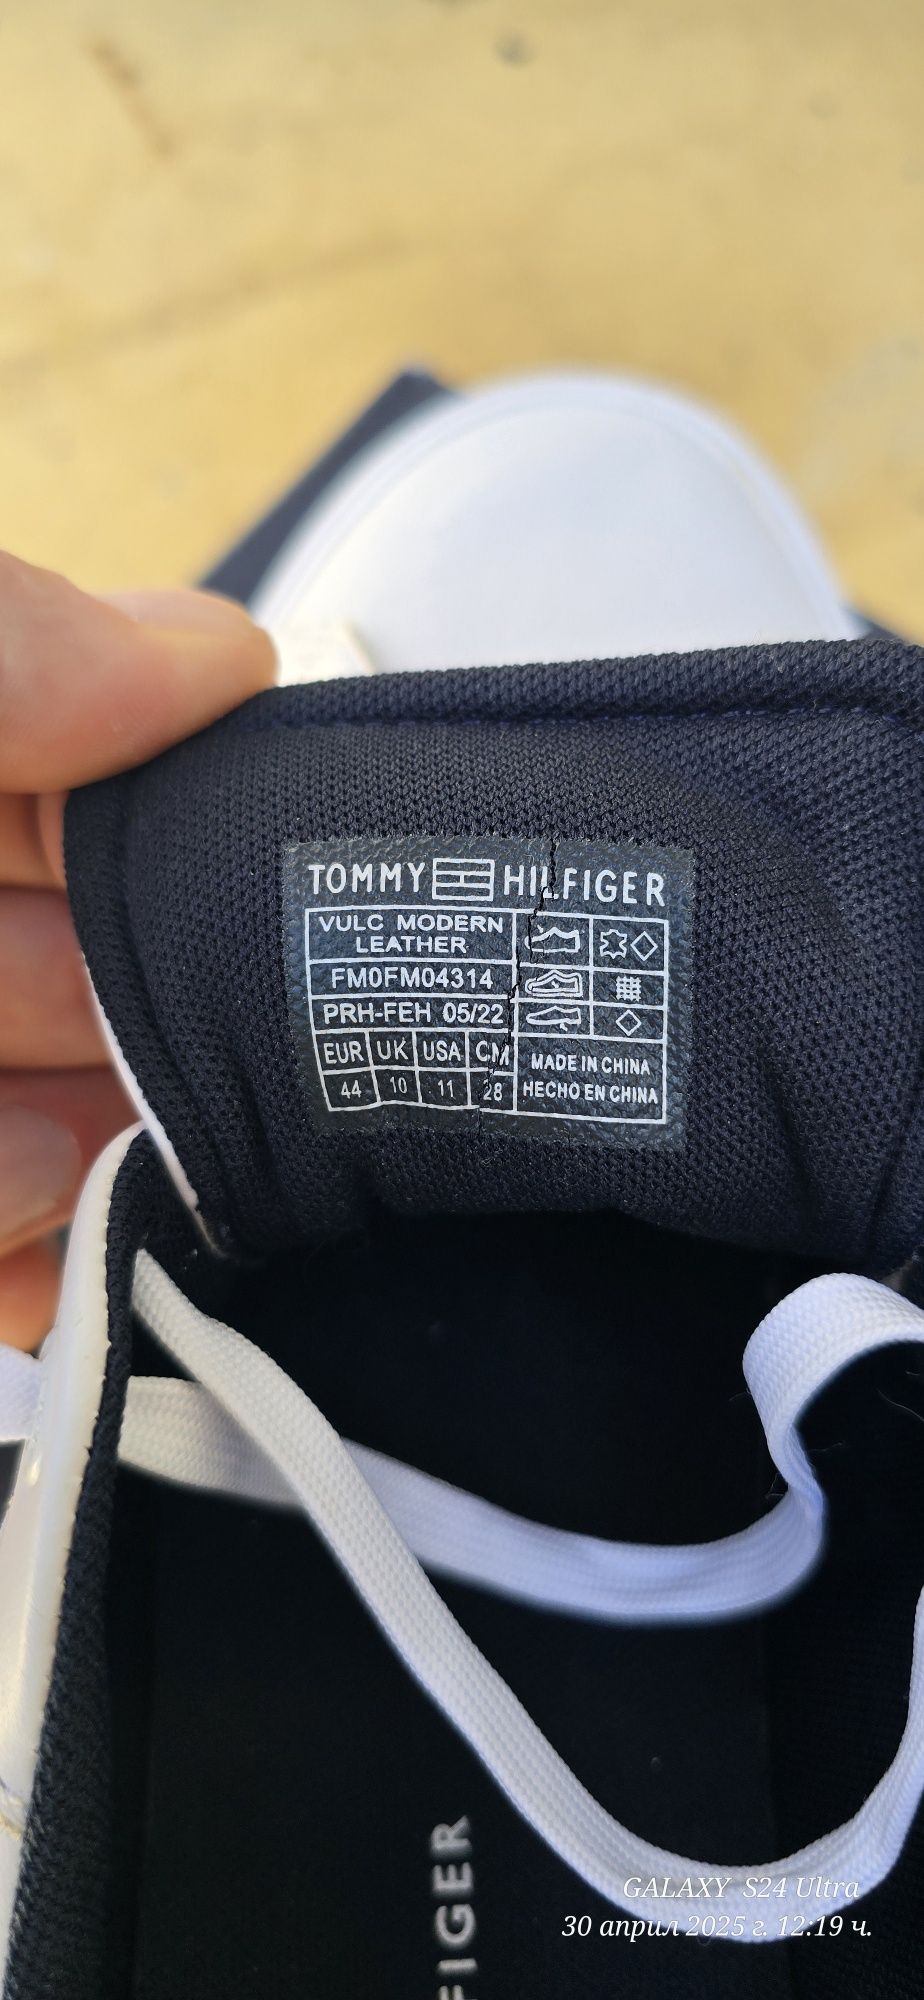 TOMMY HILFIGER
VULC MODERN
LEATHER
FM0FM04314
PRH-FEH 05/22
EUR UK USA CM
44 10 11 28
MADE IN CHINA
HECHO EN CHINA
FIGER
GALAXY S24 Ultra
30 април 2025 г. 12:19 ч.